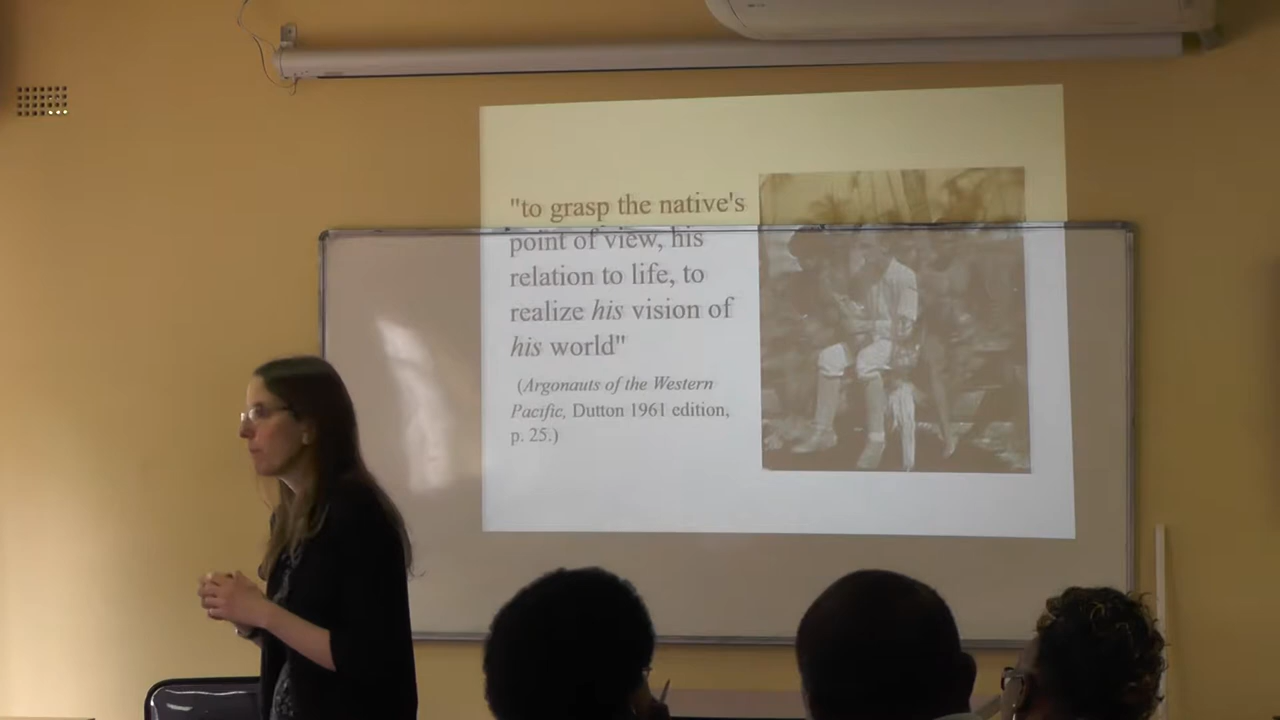 "to grasp the native's
point of view, his
relation to life, to
realize his vision of
his world"
(Argonauts of the Western
Pacific, Dutton 1961 edition,
p. 25.)